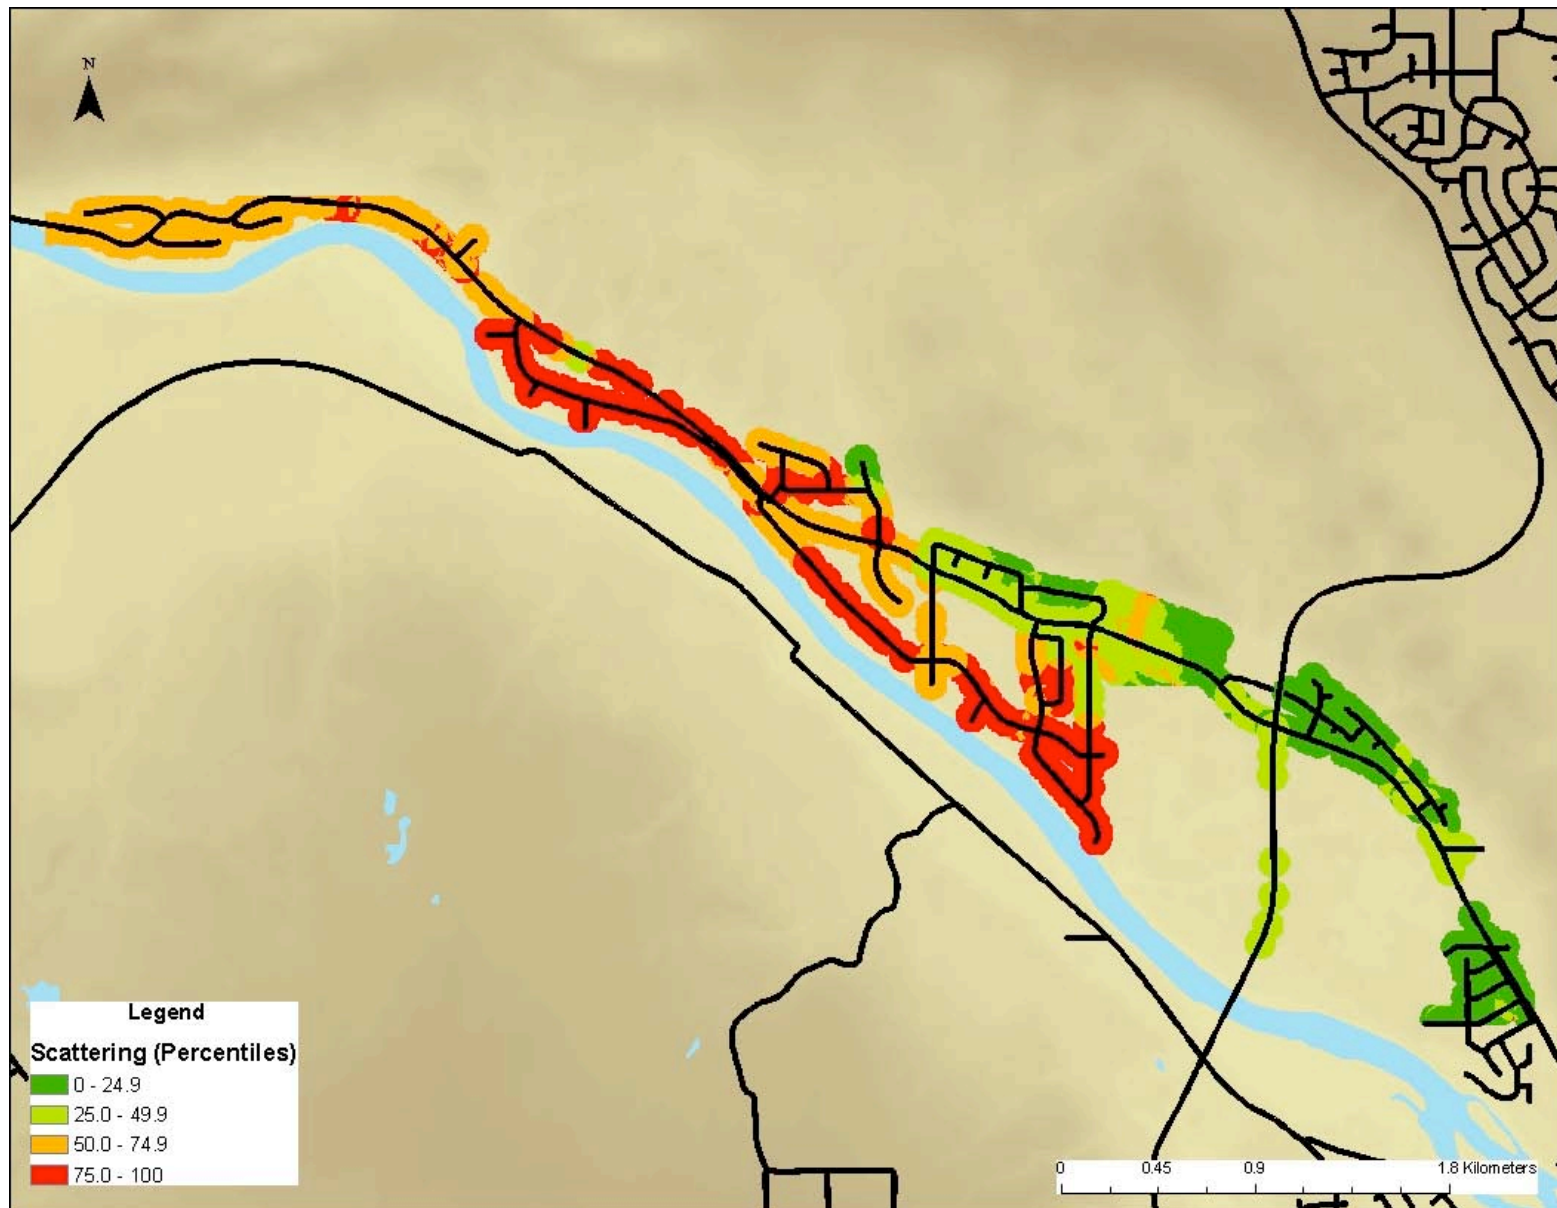 N
Legend
Scattering (Percentiles)
0 - 24.9
25.0 - 49.9
50.0 - 74.9
75.0 - 100
0 0.45 0.9 1.8 Kilometers